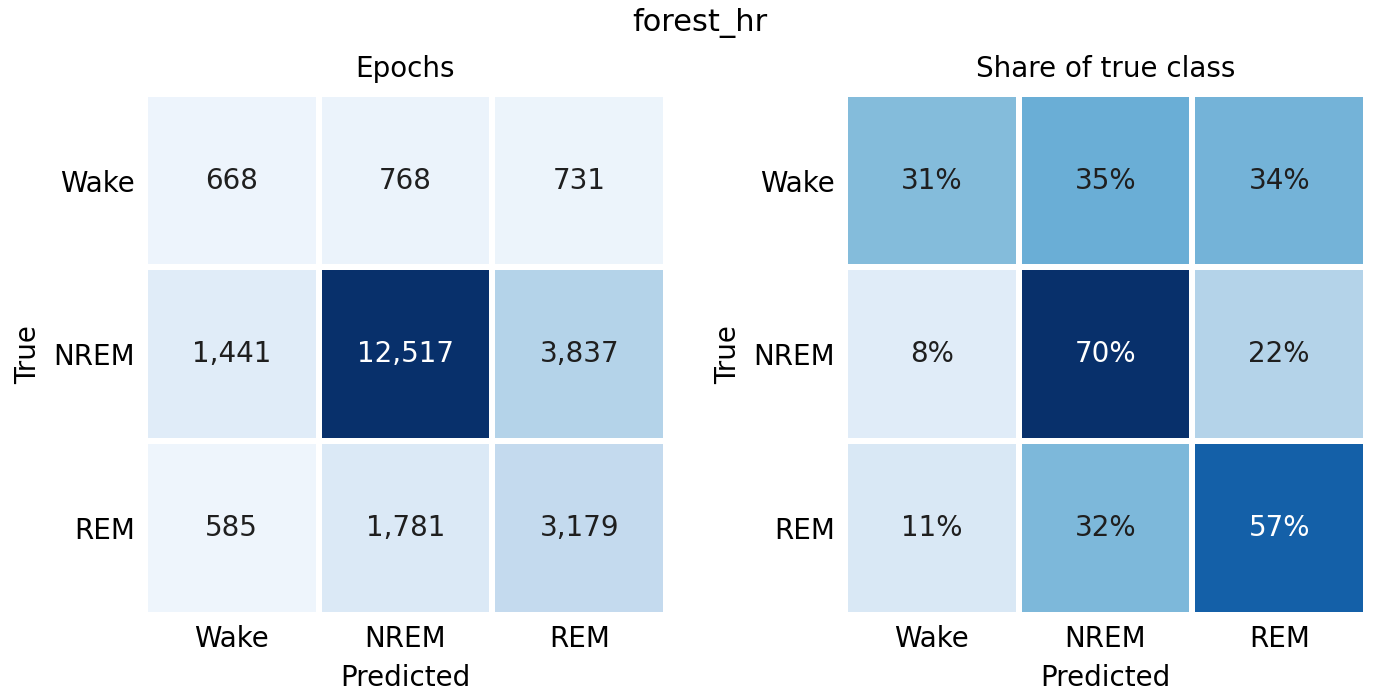 forest_hr
Epochs
Share of true class
Wake 668 768 731
NREM 1,441 12,517 3,837
REM 585 1,781 3,179
Wake NREM REM
Predicted
True
Wake 31% 35% 34%
NREM 8% 70% 22%
REM 11% 32% 57%
Wake NREM REM
Predicted
True